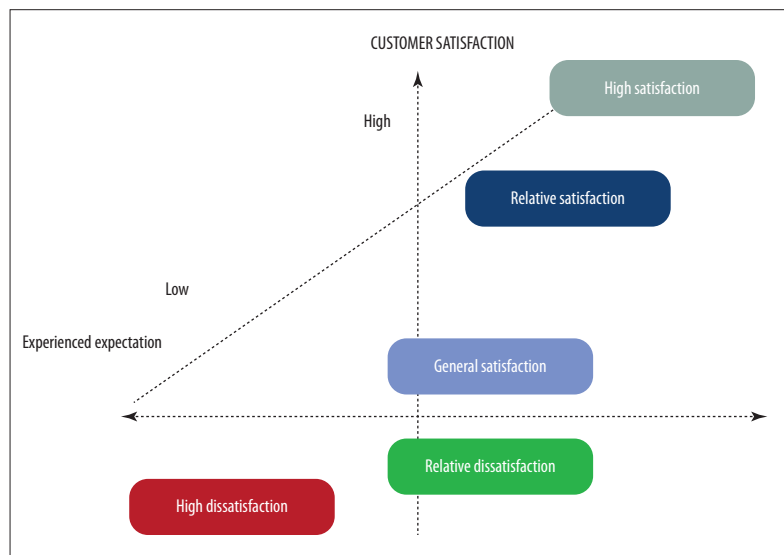 CUSTOMER SATISFACTION
High satisfaction
High
Relative satisfaction
Low
Experienced expectation
General satisfaction
Relative dissatisfaction
High dissatisfaction